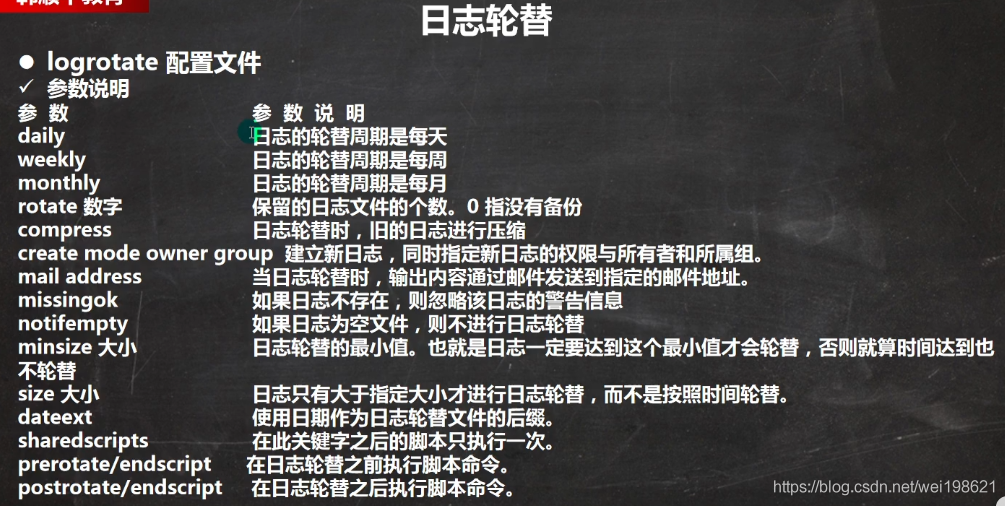 日志轮替
● logrotate 配置文件
✓ 参数说明
参 数 参 数 说 明
daily 日志的轮替周期是每天
weekly 日志的轮替周期是每周
monthly 日志的轮替周期是每月
rotate 数字 保留的日志文件的个数。0 指没有备份
compress 日志轮替时，旧的日志进行压缩
create mode owner group 建立新日志，同时指定新日志的权限与所有者和所属组。
mail address 当日志轮替时，输出内容通过邮件发送到指定的邮件地址。
missingok 如果日志不存在，则忽略该日志的警告信息
notifempty 如果日志为空文件，则不进行日志轮替
minsize 大小 日志轮替的最小值。也就是日志一定要达到这个最小值才会轮替，否则就算时间达到也
不轮替
size 大小 日志只有大于指定大小才进行日志轮替，而不是按照时间轮替。
dateext 使用日期作为日志轮替文件的后缀。
sharedscripts 在此关键字之后的脚本只执行一次。
prerotate/endscript 在日志轮替之前执行脚本命令。
postrotate/endscript 在日志轮替之后执行脚本命令。
https://blog.csdn.net/wei198621